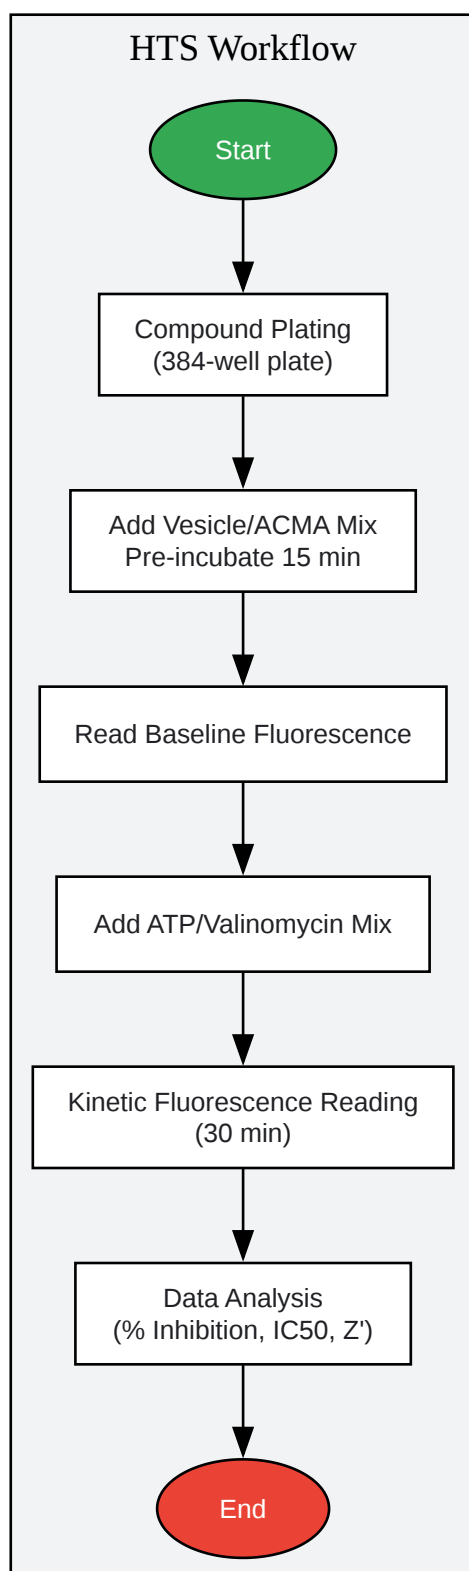 HTS Workflow
Start
Compound Plating
(384-well plate)
Add Vesicle/ACMA Mix
Pre-incubate 15 min
Read Baseline Fluorescence
Add ATP/Valinomycin Mix
Kinetic Fluorescence Reading
(30 min)
Data Analysis
(% Inhibition, IC50, Z')
End